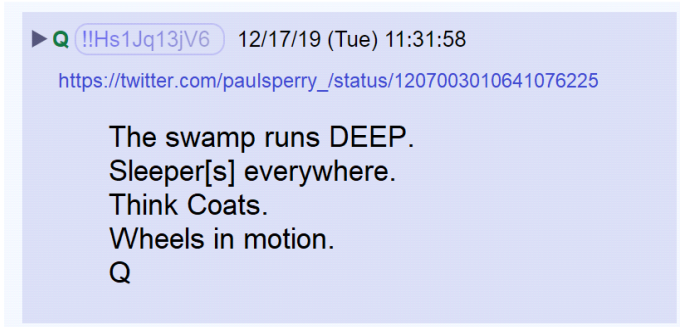 ▶ Q !!Hs1Jq13jV6 12/17/19 (Tue) 11:31:58
https://twitter.com/paulsperry_/status/1207003010641076225
The swamp runs DEEP.
Sleeper[s] everywhere.
Think Coats.
Wheels in motion.
Q